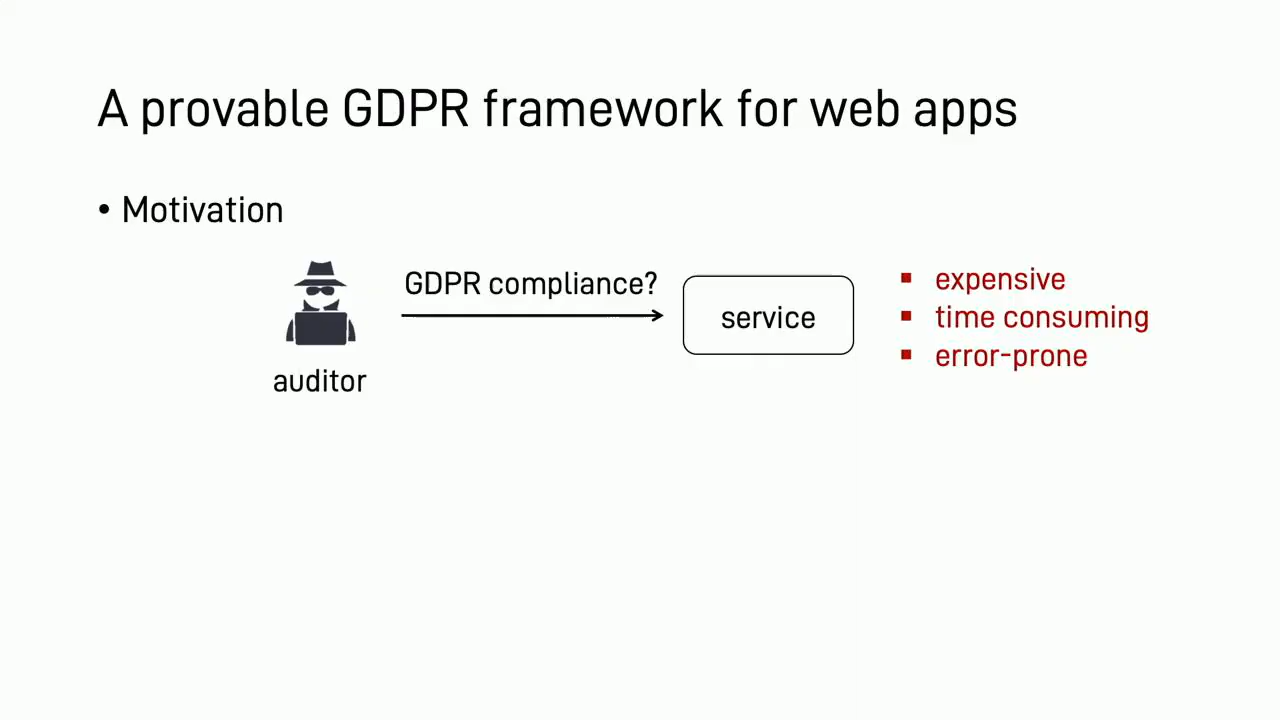 A provable GDPR framework for web apps
• Motivation
GDPR compliance?
service
auditor
▪ expensive
▪ time consuming
▪ error-prone